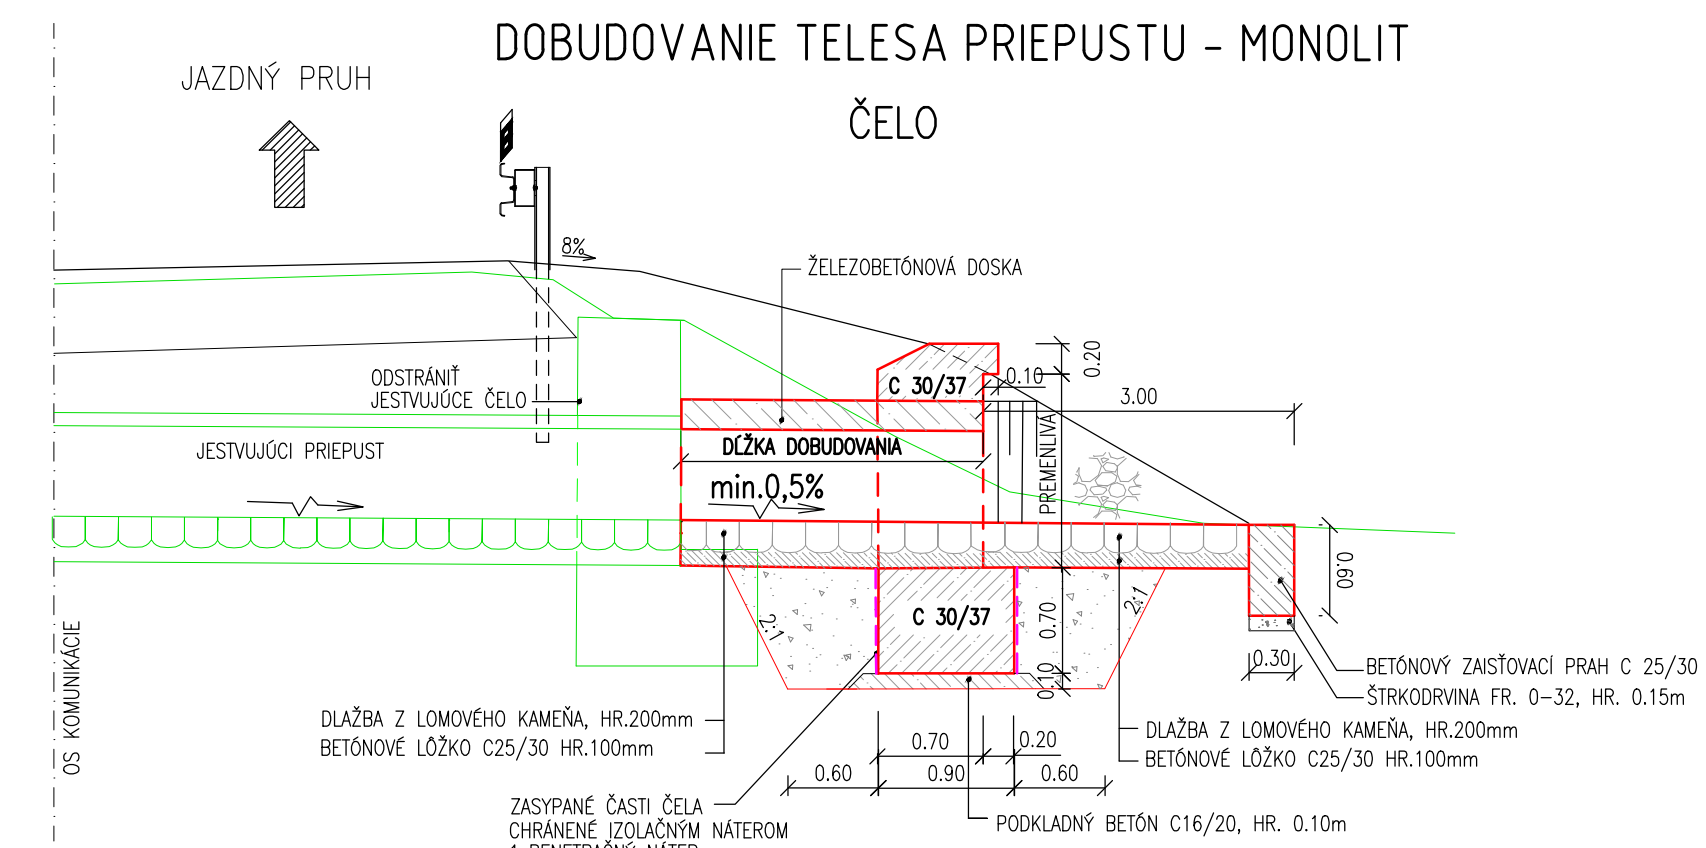 DOBUDOVANIE TELESA PRIEPUSTU - MONOLIT
ČELO
JAZDNÝ PRUH
8%
ŽELEZOBETÓNOVÁ DOSKA
0.20
ODSTRÁNIŤ
JESTVUJÚCE ČELO
C 30/37
0.10
3.00
JESTVUJÚCI PRIEPUST
DĹŽKA DOBUDOVANIA
PREMENLIVÁ
min.0,5%
0.60
2:1
C 30/37
0.70
2:1
0.10
0.30
OS KOMUNIKÁCIE
BETÓNOVÝ ZAISŤOVACÍ PRAH C 25/30
ŠTRKODRVINA FR. 0-32, HR. 0.15m
DLAŽBA Z LOMOVÉHO KAMEŇA, HR.200mm
BETÓNOVÉ LÔŽKO C25/30 HR.100mm
DLAŽBA Z LOMOVÉHO KAMEŇA, HR.200mm
BETÓNOVÉ LÔŽKO C25/30 HR.100mm
0.70
0.20
0.60
0.90
0.60
ZASYPANÉ ČASTI ČELA
CHRÁNENÉ IZOLAČNÝM NÁTEROM
1 PENETRAČNÝ NÁTER
PODKLADNÝ BETÓN C16/20, HR. 0.10m